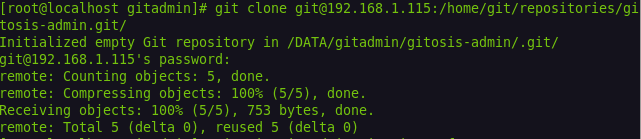 [root@localhost gitadmin]# git clone git@192.168.1.115:/home/git/repositories/gi
tosis-admin.git/
Initialized empty Git repository in /DATA/gitadmin/gitosis-admin/.git/
git@192.168.1.115's password:
remote: Counting objects: 5, done.
remote: Compressing objects: 100% (5/5), done.
Receiving objects: 100% (5/5), 753 bytes, done.
remote: Total 5 (delta 0), reused 5 (delta 0)